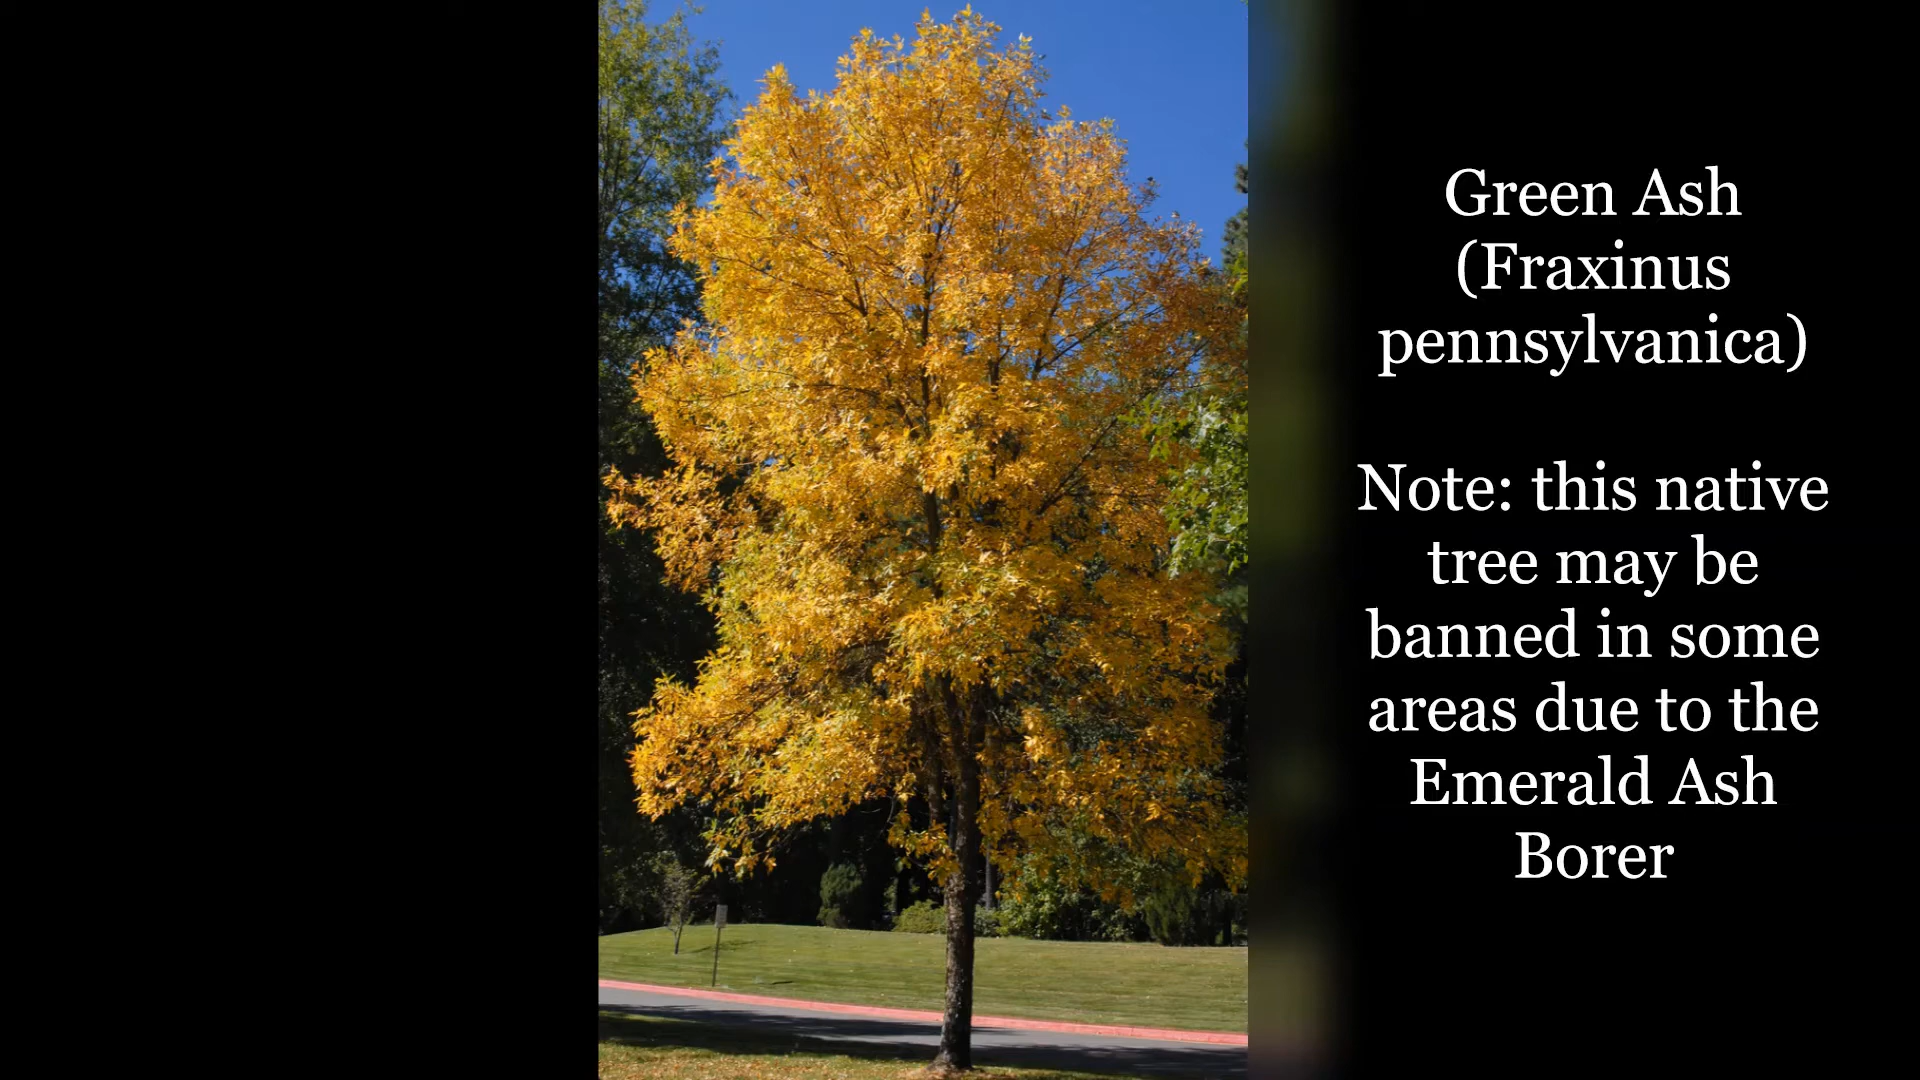 Green Ash
(Fraxinus
pennsylvanica)
Note: this native
tree may be
banned in some
areas due to the
Emerald Ash
Borer